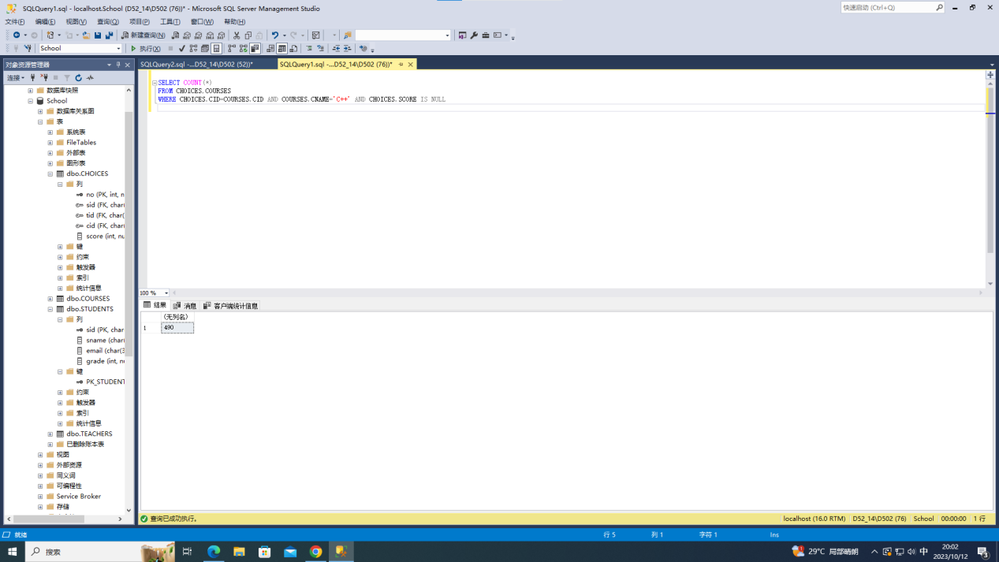 SQLQuery1.sql - localhost.School (D52_14\D502 (76))* - Microsoft SQL Server Management Studio
快速启动 (Ctrl+Q)
文件(F) 编辑(E) 视图(V) 查询(Q) 项目(P) 工具(T) 窗口(W) 帮助(H)
新建查询(N)
School
执行(X)
对象资源管理器
SQLQuery2.sql -...D52_14\D502 (52))*
SQLQuery1.sql -...D52_14\D502 (76))*
连接
数据库快照
School
数据库关系图
表
系统表
FileTables
外部表
图形表
dbo.CHOICES
列
no (PK, int, n
sid (FK, char
tid (FK, char(
cid (FK, char
score (int, nu
键
约束
触发器
索引
统计信息
dbo.COURSES
dbo.STUDENTS
列
sid (PK, char
sname (char
email (char(3
grade (int, nu
键
PK_STUDENT
约束
触发器
索引
统计信息
dbo.TEACHERS
已删除账本表
视图
外部资源
同义词
可编程性
Service Broker
存储
SELECT COUNT(*)
FROM CHOICES,COURSES
WHERE CHOICES.CID=COURSES.CID AND COURSES.CNAME='C++' AND CHOICES.SCORE IS NULL
100 %
结果 消息 客户端统计信息
(无列名)
1 490
查询已成功执行。
localhost (16.0 RTM) D52_14\D502 (76) School 00:00:00 1 行
就绪
行 5 列 1 字符 1 Ins
搜索
29°C 局部晴朗
中
20:02
2023/10/12
3